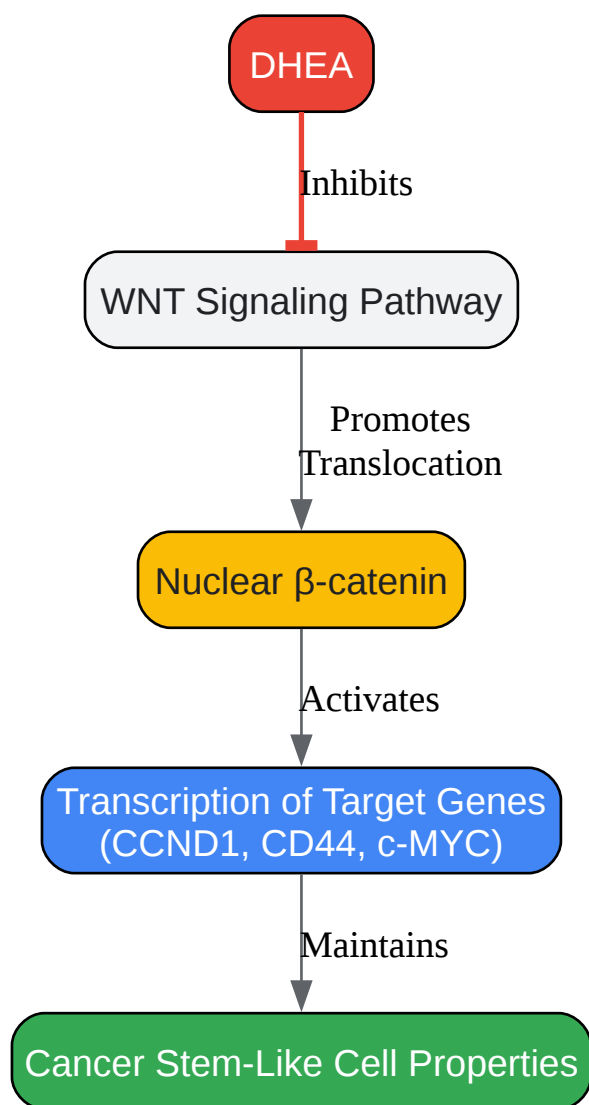 DHEA
Inhibits
WNT Signaling Pathway
Promotes
Translocation
Nuclear β-catenin
Activates
Transcription of Target Genes
(CCND1, CD44, c-MYC)
Maintains
Cancer Stem-Like Cell Properties